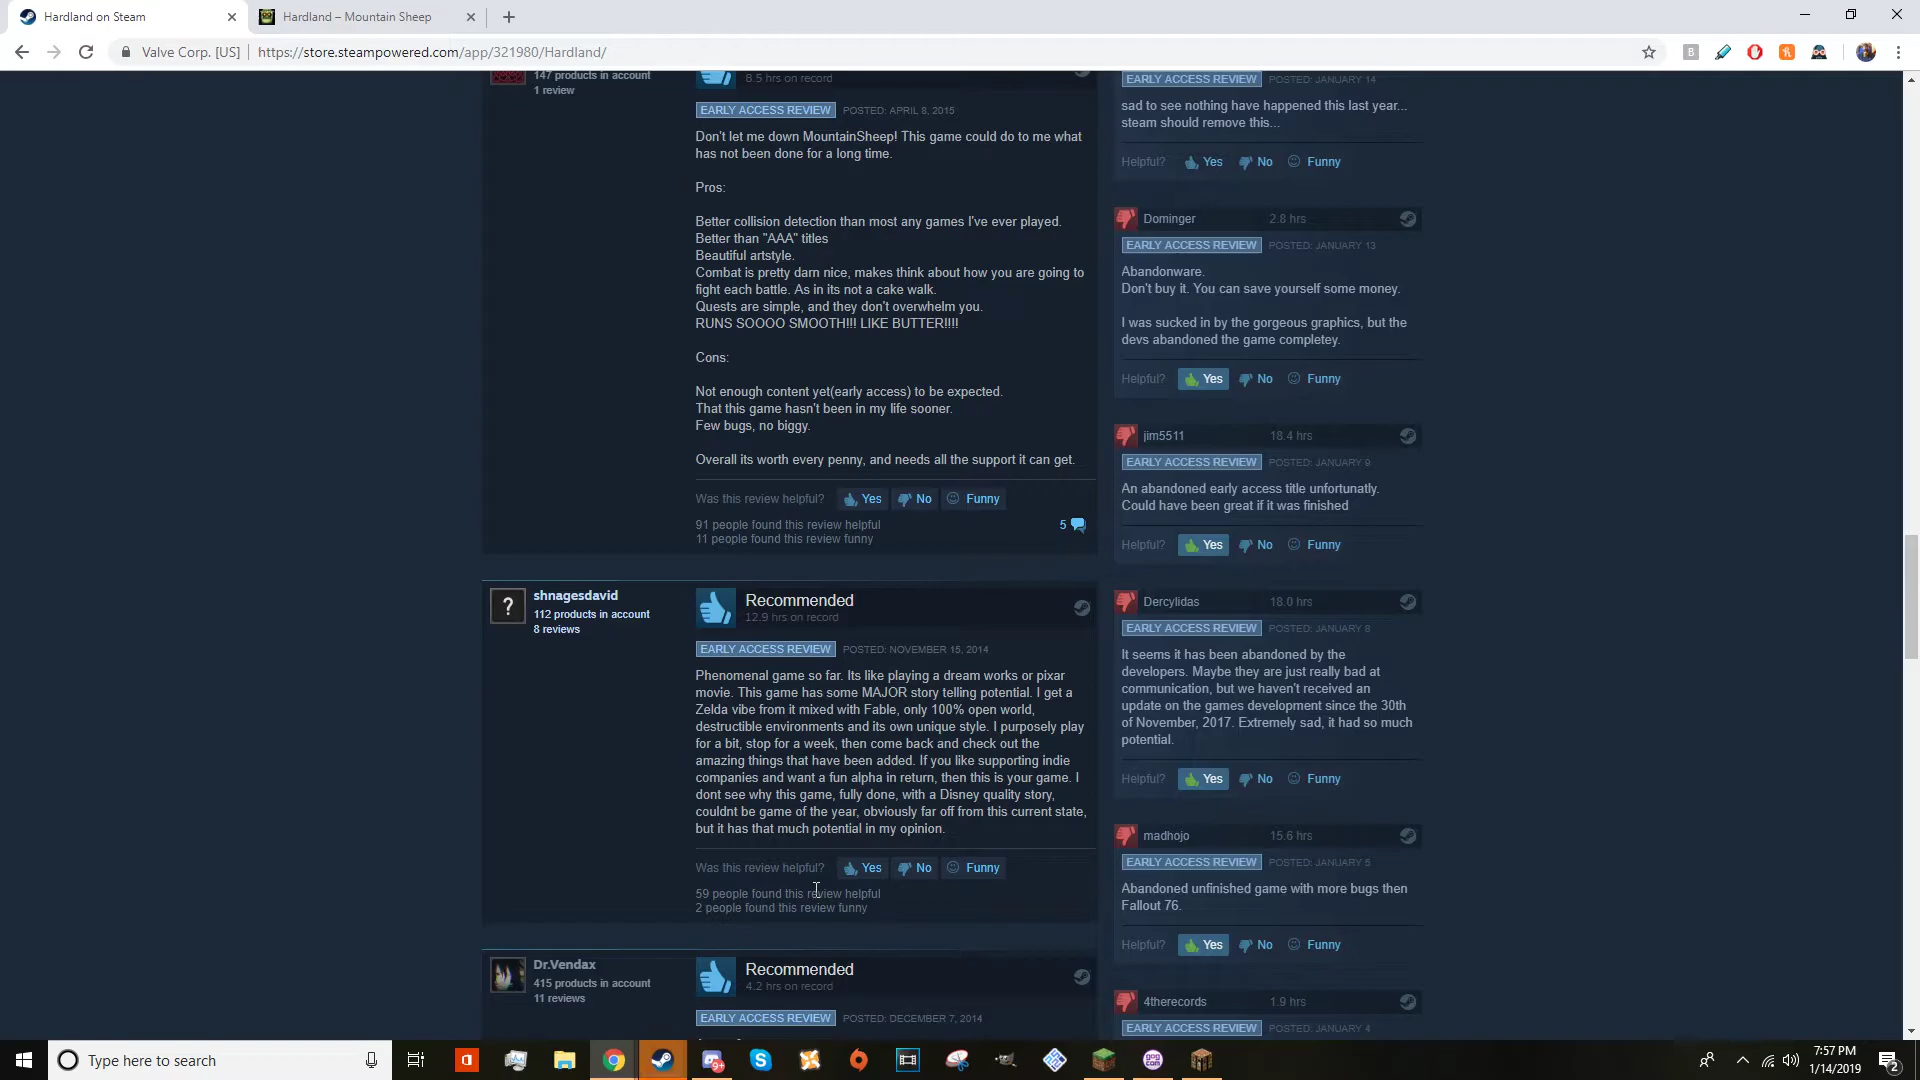 Hardland on Steam
Hardland – Mountain Sheep
Valve Corp. [US]
https://store.steampowered.com/app/321980/Hardland/
147 products in account
1 review
8.5 hrs on record
EARLY ACCESS REVIEW POSTED: APRIL 8, 2015
Don't let me down MountainSheep! This game could do to me what
has not been done for a long time.
Pros:
Better collision detection than most any games I've ever played.
Better than "AAA" titles
Beautiful artstyle.
Combat is pretty darn nice, makes think about how you are going to
fight each battle. As in its not a cake walk.
Quests are simple, and they don't overwhelm you.
RUNS SOOOO SMOOTH!!! LIKE BUTTER!!!!
Cons:
Not enough content yet(early access) to be expected.
That this game hasn't been in my life sooner.
Few bugs, no biggy.
Overall its worth every penny, and needs all the support it can get.
Was this review helpful? Yes No Funny
91 people found this review helpful
11 people found this review funny
5
shnagesdavid
112 products in account
8 reviews
Recommended
12.9 hrs on record
EARLY ACCESS REVIEW POSTED: NOVEMBER 15, 2014
Phenomenal game so far. Its like playing a dream works or pixar
movie. This game has some MAJOR story telling potential. I get a
Zelda vibe from it mixed with Fable, only 100% open world,
destructible environments and its own unique style. I purposely play
for a bit, stop for a week, then come back and check out the
amazing things that have been added. If you like supporting indie
companies and want a fun alpha in return, then this is your game. I
dont see why this game, fully done, with a Disney quality story,
couldnt be game of the year, obviously far off from this current state,
but it has that much potential in my opinion.
Was this review helpful? Yes No Funny
59 people found this review helpful
2 people found this review funny
Dr.Vendax
415 products in account
11 reviews
Recommended
4.2 hrs on record
EARLY ACCESS REVIEW POSTED: DECEMBER 7, 2014
EARLY ACCESS REVIEW POSTED: JANUARY 14
sad to see nothing have happened this last year...
steam should remove this...
Helpful? Yes No Funny
Dominger 2.8 hrs
EARLY ACCESS REVIEW POSTED: JANUARY 13
Abandonware.
Don't buy it. You can save yourself some money.
I was sucked in by the gorgeous graphics, but the
devs abandoned the game completey.
Helpful? Yes No Funny
jim5511 18.4 hrs
EARLY ACCESS REVIEW POSTED: JANUARY 9
An abandoned early access title unfortunatly.
Could have been great if it was finished
Helpful? Yes No Funny
Dercylidas 18.0 hrs
EARLY ACCESS REVIEW POSTED: JANUARY 8
It seems it has been abandoned by the
developers. Maybe they are just really bad at
communication, but we haven't received an
update on the games development since the 30th
of November, 2017. Extremely sad, it had so much
potential.
Helpful? Yes No Funny
madhojo 15.6 hrs
EARLY ACCESS REVIEW POSTED: JANUARY 5
Abandoned unfinished game with more bugs then
Fallout 76.
Helpful? Yes No Funny
4therecords 1.9 hrs
EARLY ACCESS REVIEW POSTED: JANUARY 4
Type here to search
7:57 PM
1/14/2019
2